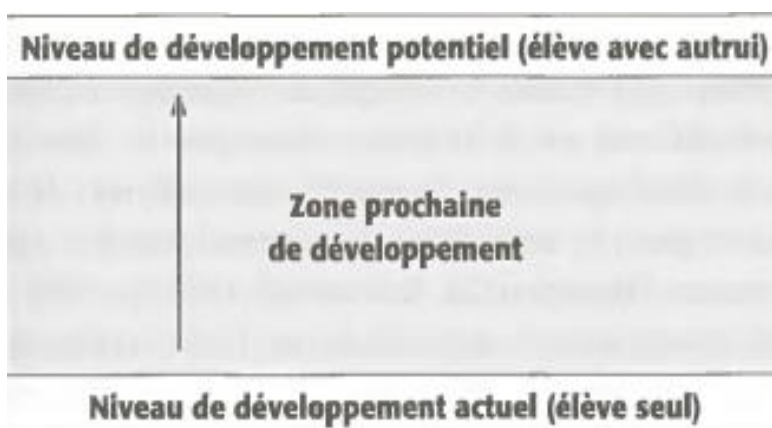 Niveau de développement potentiel (élève avec autrui)
Zone prochaine
de développement
Niveau de développement actuel (élève seul)